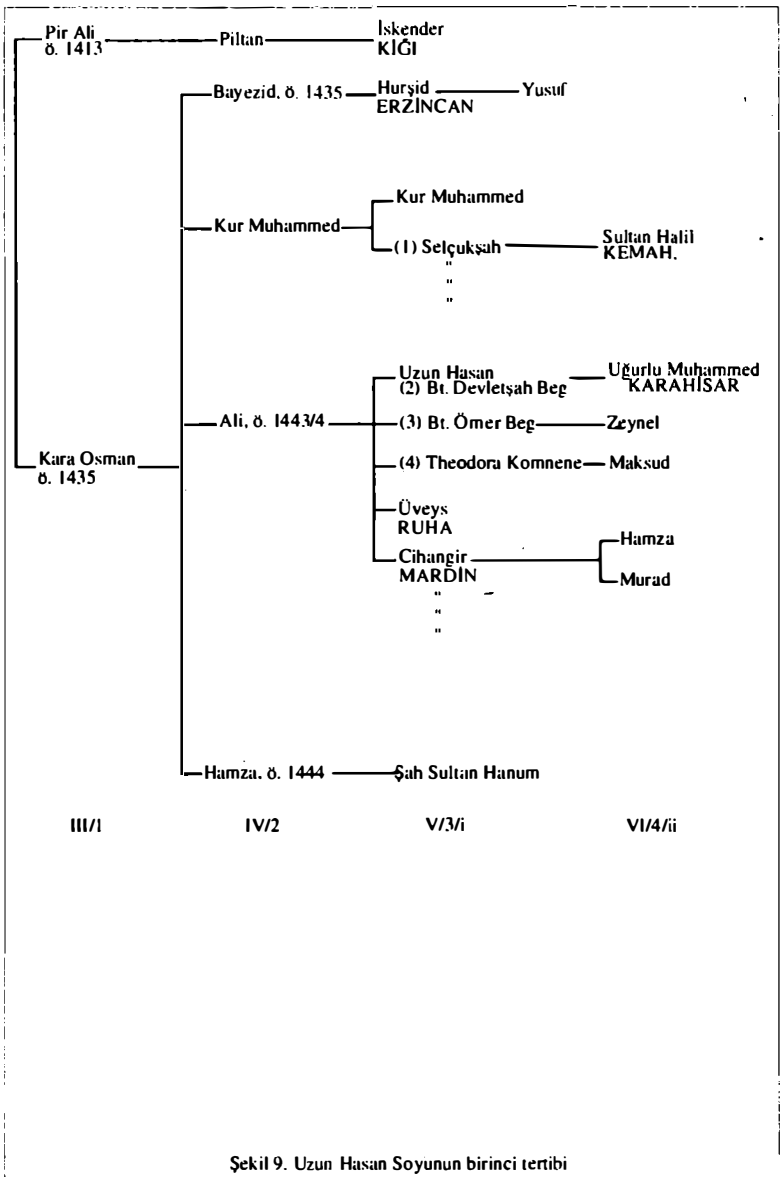 Pir Ali Piltan İskender
ö. 1413 KİĞI
Bayezid, ö. 1435 Hurşid Yusuf
ERZİNCAN
Kur Muhammed
Kur Muhammed
(1) Selçukşah Sultan Halil
KEMAH.
"
"
Uzun Hasan Uğurlu Muhammed
(2) Bt. Devletşah Beg KARAHİSAR
Ali, ö. 1443/4 (3) Bt. Ömer Beg Zeynel
Kara Osman (4) Theodora Komnene Maksud
ö. 1435
Üveys
RUHA
Hamza
Cihangir
MARDİN Murad
"
"
"
Hamza, ö. 1444 Şah Sultan Hanum
III/1 IV/2 V/3/i VI/4/ii
Şekil 9. Uzun Hasan Soyunun birinci tertibi